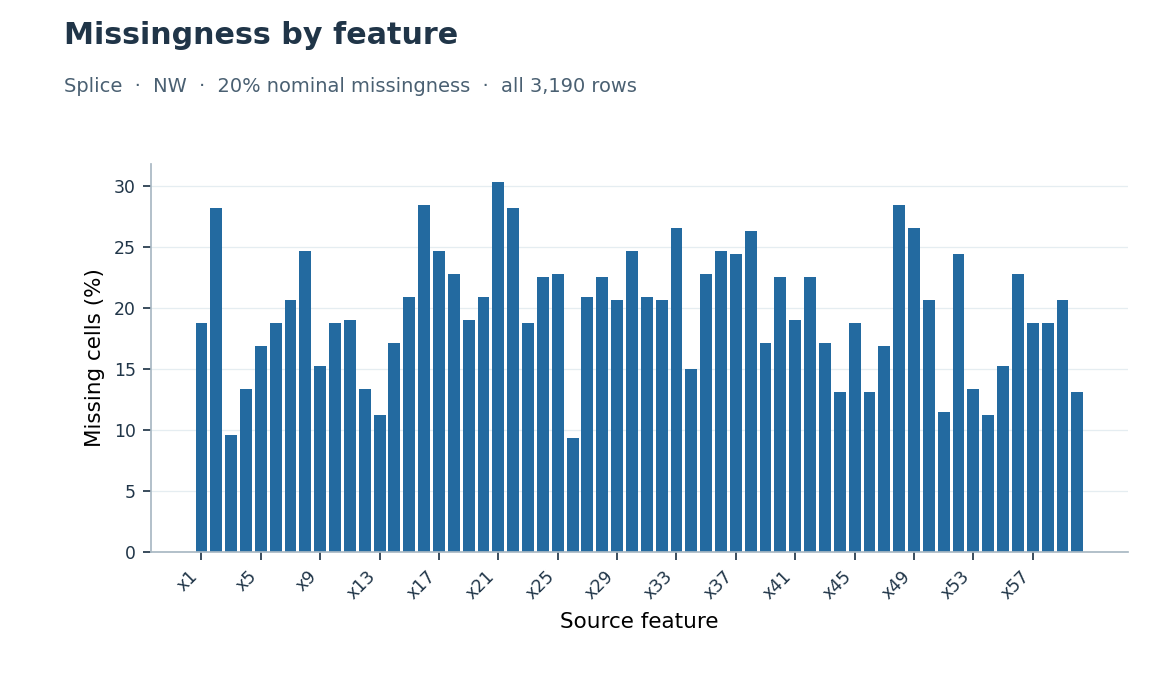 Missingness by feature
Splice · NW · 20% nominal missingness · all 3,190 rows
Missing cells (%)
30
25
20
15
10
5
0
x1 x5 x9 x13 x17 x21 x25 x29 x33 x37 x41 x45 x49 x53 x57
Source feature